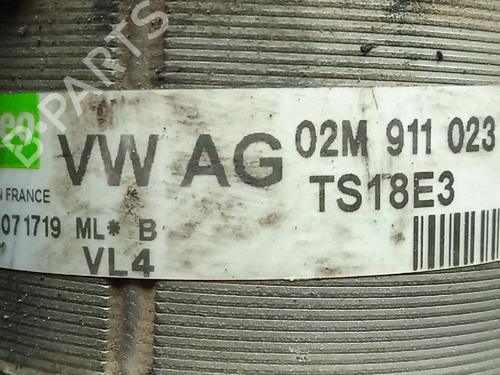 VW AG 02M 911 023
TS18E3
N FRANCE
071719 ML* B
VL4
B-PARTS